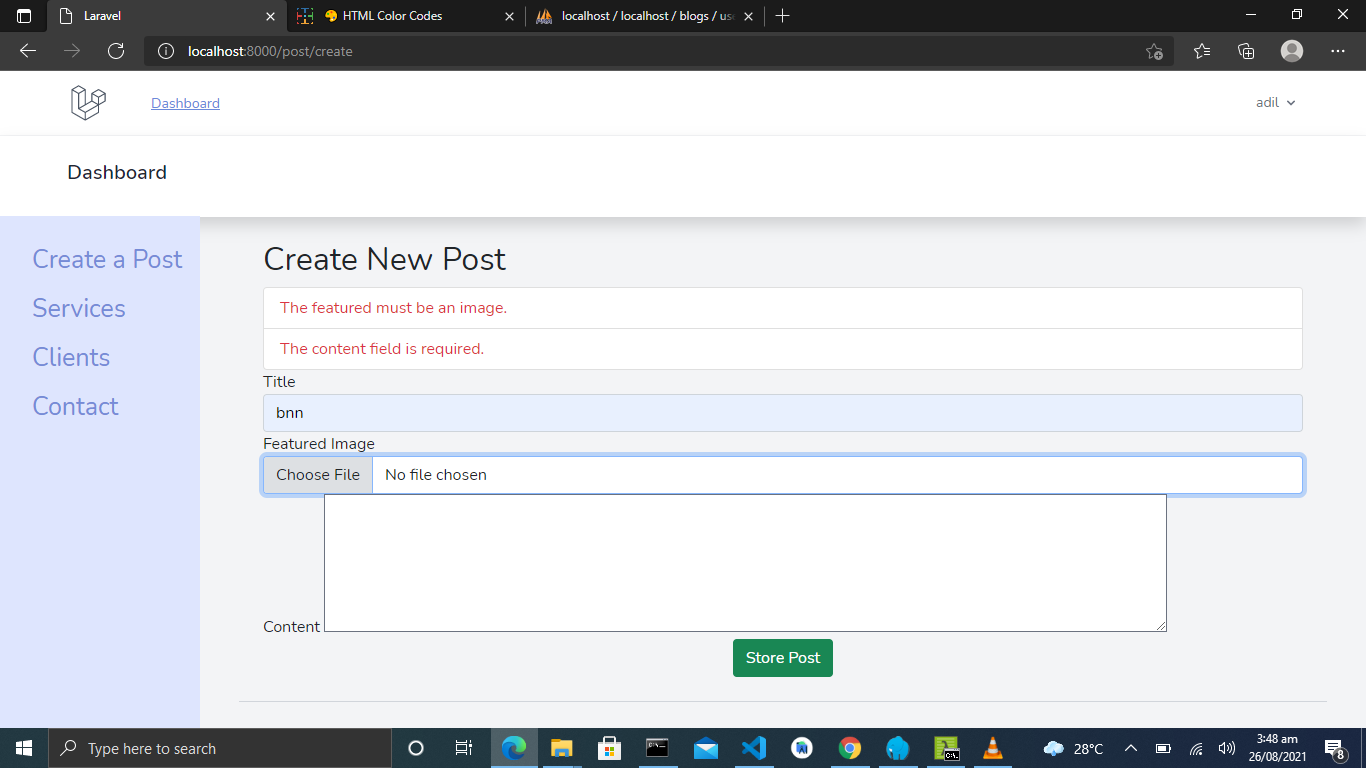 Laravel
HTML Color Codes
localhost / localhost / blogs / us
localhost:8000/post/create
Dashboard
adil
Dashboard
Create a Post
Services
Clients
Contact
Create New Post
The featured must be an image.
The content field is required.
Title
bnn
Featured Image
Choose File No file chosen
Content
Store Post
Type here to search
C:\.
C:\.
28°C
3:48 am
26/08/2021
8